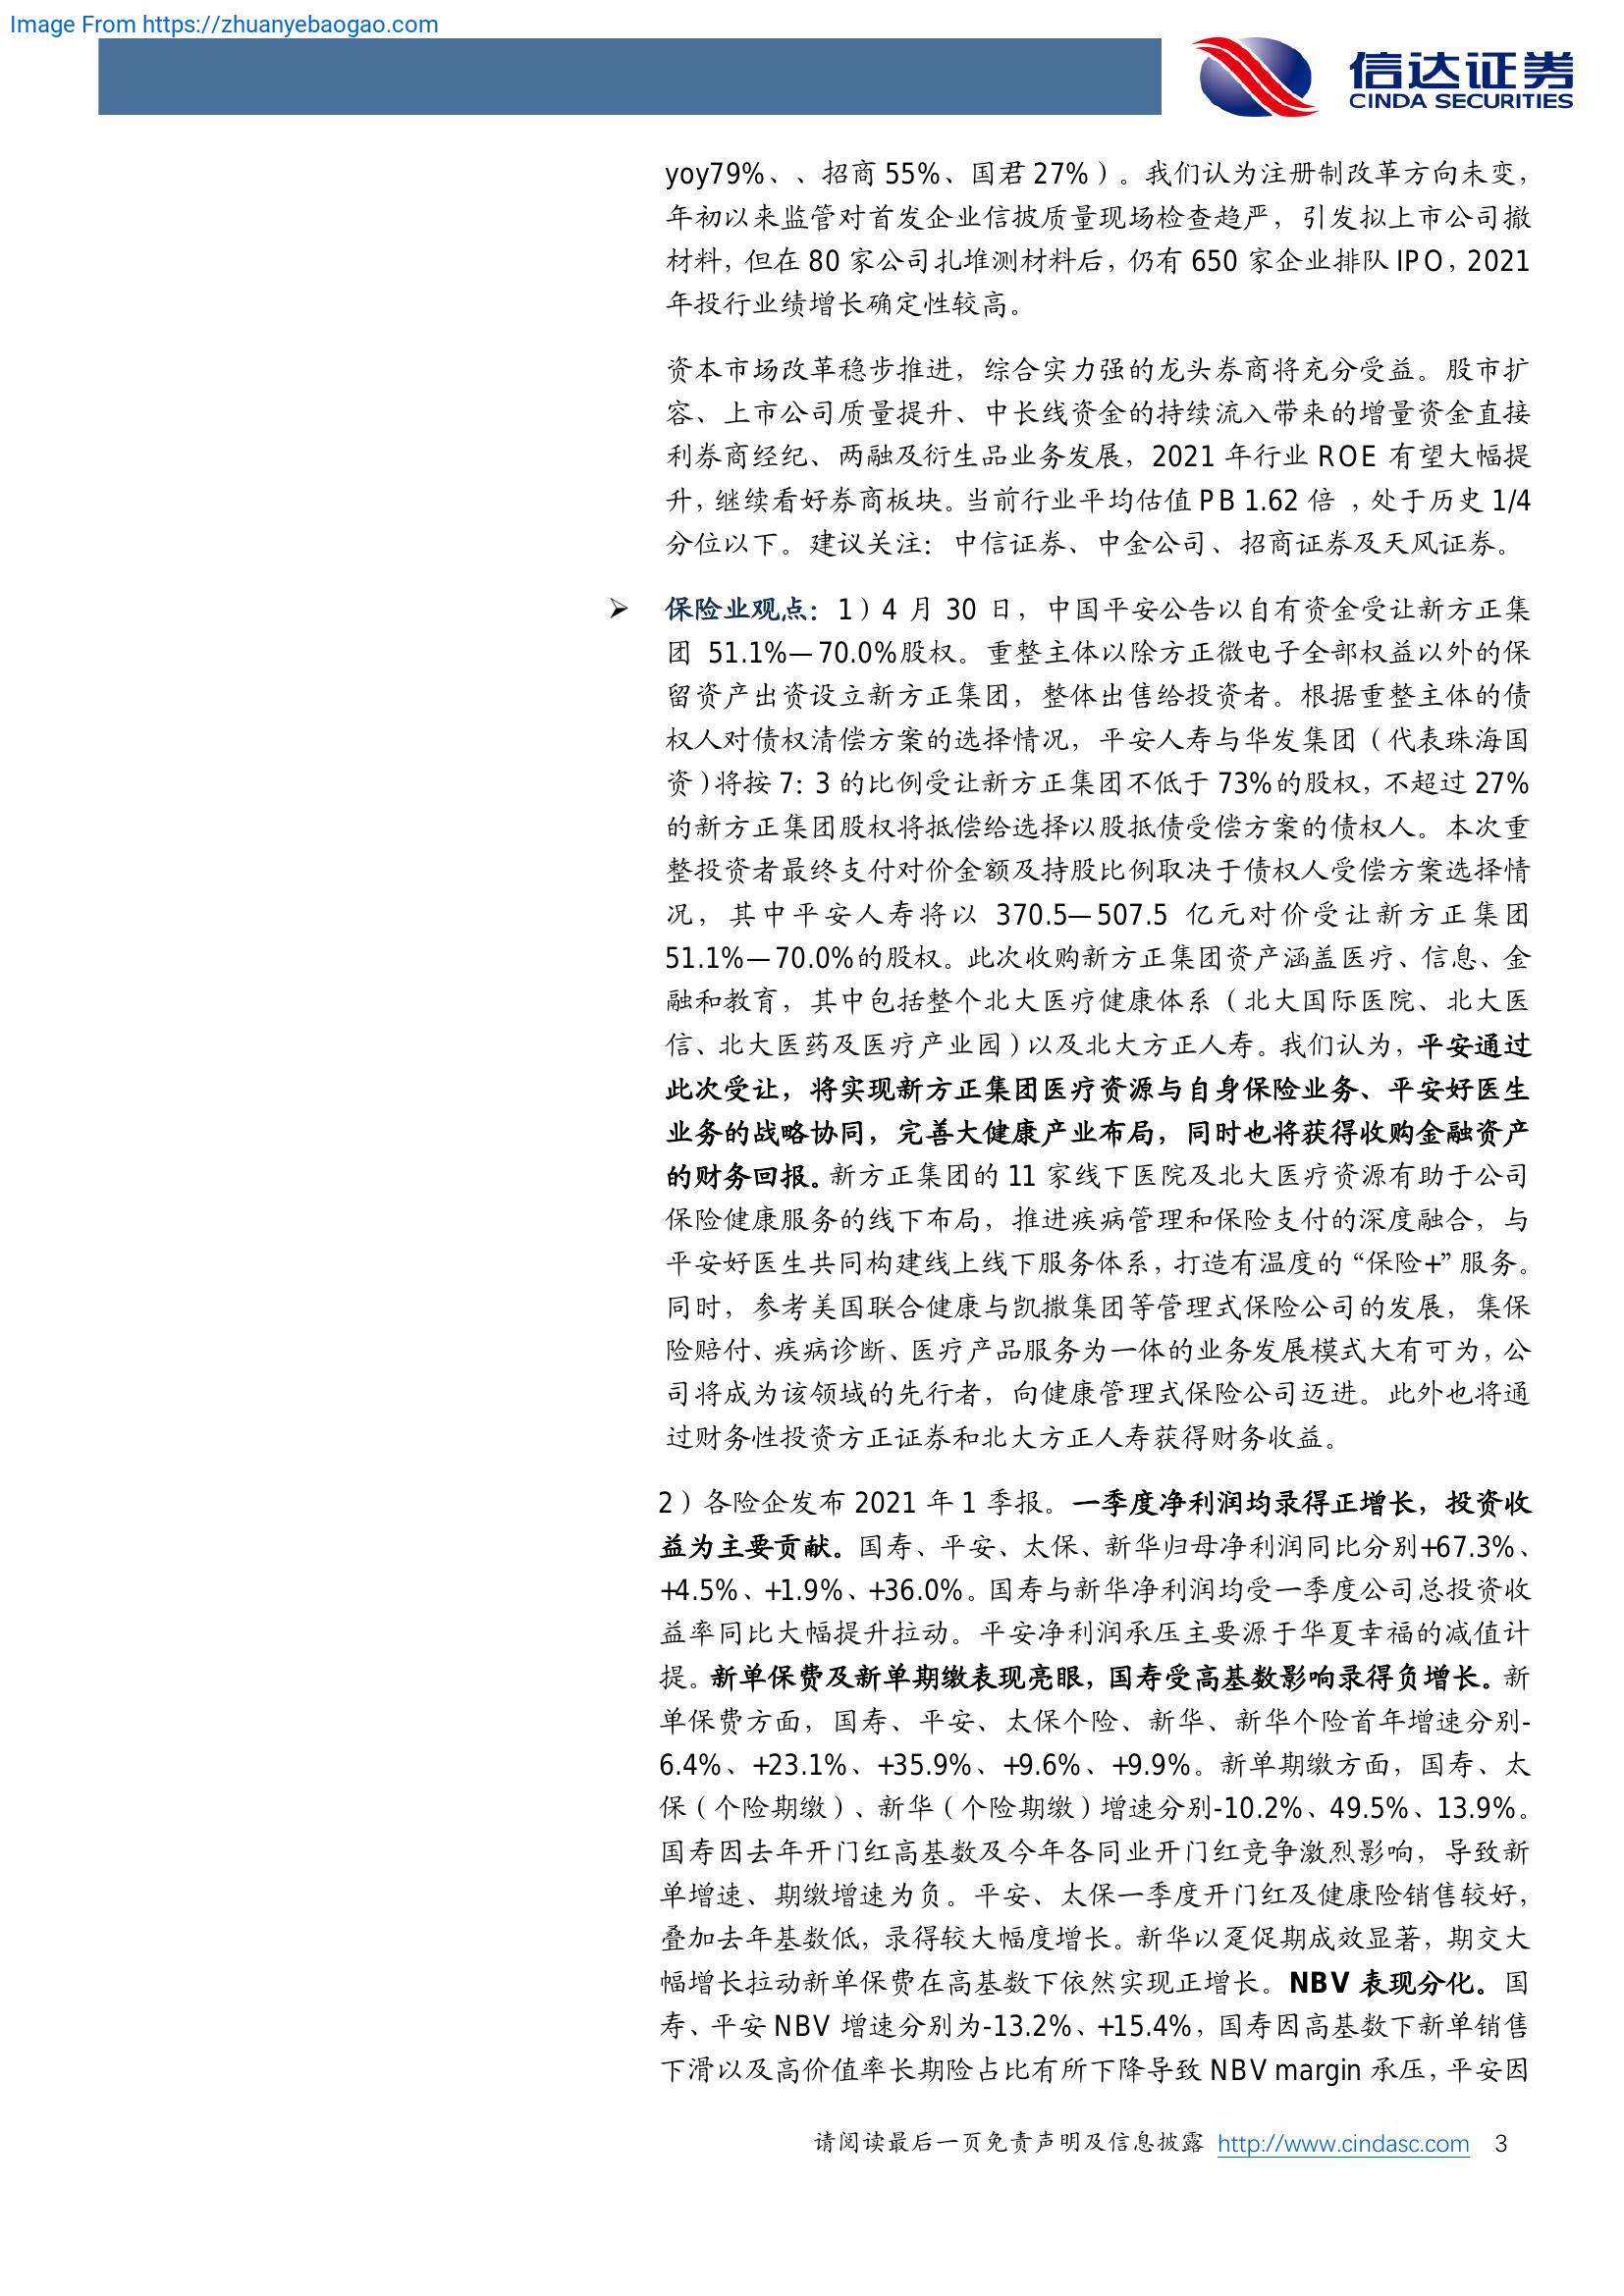 Image From https://zhuanyebaogao.com
信达证券
CINDA SECURITIES
yoy79%、、招商 55%、国君 27%）。我们认为注册制改革方向未变，
年初以来监管对首发企业信披质量现场检查趋严，引发拟上市公司撤
材料，但在 80 家公司扎堆测材料后，仍有 650 家企业排队 IPO，2021
年投行业绩增长确定性较高。
资本市场改革稳步推进，综合实力强的龙头券商将充分受益。股市扩
容、上市公司质量提升、中长线资金的持续流入带来的增量资金直接
利券商经纪、两融及衍生品业务发展，2021 年行业 ROE 有望大幅提
升，继续看好券商板块。当前行业平均估值 PB 1.62 倍 ，处于历史 1/4
分位以下。建议关注：中信证券、中金公司、招商证券及天风证券。
➢ 保险业观点：1）4 月 30 日，中国平安公告以自有资金受让新方正集
团 51.1%—70.0%股权。重整主体以除方正微电子全部权益以外的保
留资产出资设立新方正集团，整体出售给投资者。根据重整主体的债
权人对债权清偿方案的选择情况，平安人寿与华发集团（代表珠海国
资）将按 7：3 的比例受让新方正集团不低于 73%的股权，不超过 27%
的新方正集团股权将抵偿给选择以股抵债受偿方案的债权人。本次重
整投资者最终支付对价金额及持股比例取决于债权人受偿方案选择情
况，其中平安人寿将以 370.5—507.5 亿元对价受让新方正集团
51.1%—70.0%的股权。此次收购新方正集团资产涵盖医疗、信息、金
融和教育，其中包括整个北大医疗健康体系（北大国际医院、北大医
信、北大医药及医疗产业园）以及北大方正人寿。我们认为，平安通过
此次受让，将实现新方正集团医疗资源与自身保险业务、平安好医生
业务的战略协同，完善大健康产业布局，同时也将获得收购金融资产
的财务回报。新方正集团的 11 家线下医院及北大医疗资源有助于公司
保险健康服务的线下布局，推进疾病管理和保险支付的深度融合，与
平安好医生共同构建线上线下服务体系，打造有温度的“保险+”服务。
同时，参考美国联合健康与凯撒集团等管理式保险公司的发展，集保
险赔付、疾病诊断、医疗产品服务为一体的业务发展模式大有可为，公
司将成为该领域的先行者，向健康管理式保险公司迈进。此外也将通
过财务性投资方正证券和北大方正人寿获得财务收益。
2）各险企发布 2021 年 1 季报。一季度净利润均录得正增长，投资收
益为主要贡献。国寿、平安、太保、新华归母净利润同比分别+67.3%、
+4.5%、+1.9%、+36.0%。国寿与新华净利润均受一季度公司总投资收
益率同比大幅提升拉动。平安净利润承压主要源于华夏幸福的减值计
提。新单保费及新单期缴表现亮眼，国寿受高基数影响录得负增长。新
单保费方面，国寿、平安、太保个险、新华、新华个险首年增速分别-
6.4%、+23.1%、+35.9%、+9.6%、+9.9%。新单期缴方面，国寿、太
保（个险期缴）、新华（个险期缴）增速分别-10.2%、49.5%、13.9%。
国寿因去年开门红高基数及今年各同业开门红竞争激烈影响，导致新
单增速、期缴增速为负。平安、太保一季度开门红及健康险销售较好，
叠加去年基数低，录得较大幅度增长。新华以趸促期成效显著，期交大
幅增长拉动新单保费在高基数下依然实现正增长。NBV 表现分化。国
寿、平安 NBV 增速分别为-13.2%、+15.4%，国寿因高基数下新单销售
下滑以及高价值率长期险占比有所下降导致 NBV margin 承压，平安因
请阅读最后一页免责声明及信息披露 http://www.cindasc.com 3